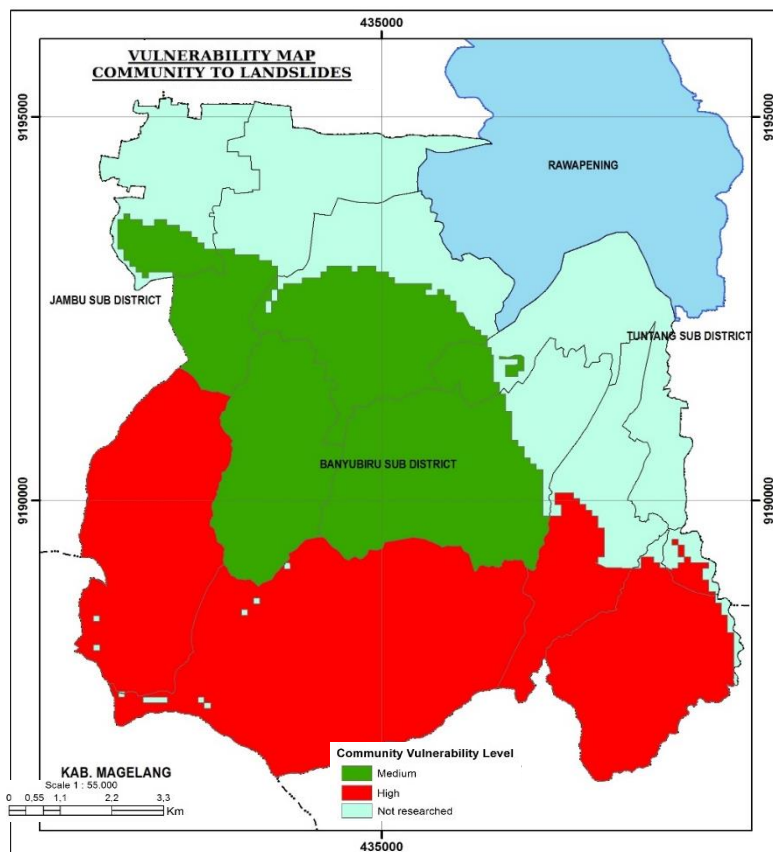 435000
VULNERABILITY MAP
COMMUNITY TO LANDSLIDES
9195000
9195000
RAWAPENING
JAMBU SUB DISTRICT
TUNTANG SUB DISTRICT
BANYUBIRU SUB DISTRICT
9190000
9190000
KAB. MAGELANG
Scale 1 : 55.000
0 0,55 1,1 2,2 3,3
Km
Community Vulnerability Level
Medium
High
Not researched
435000